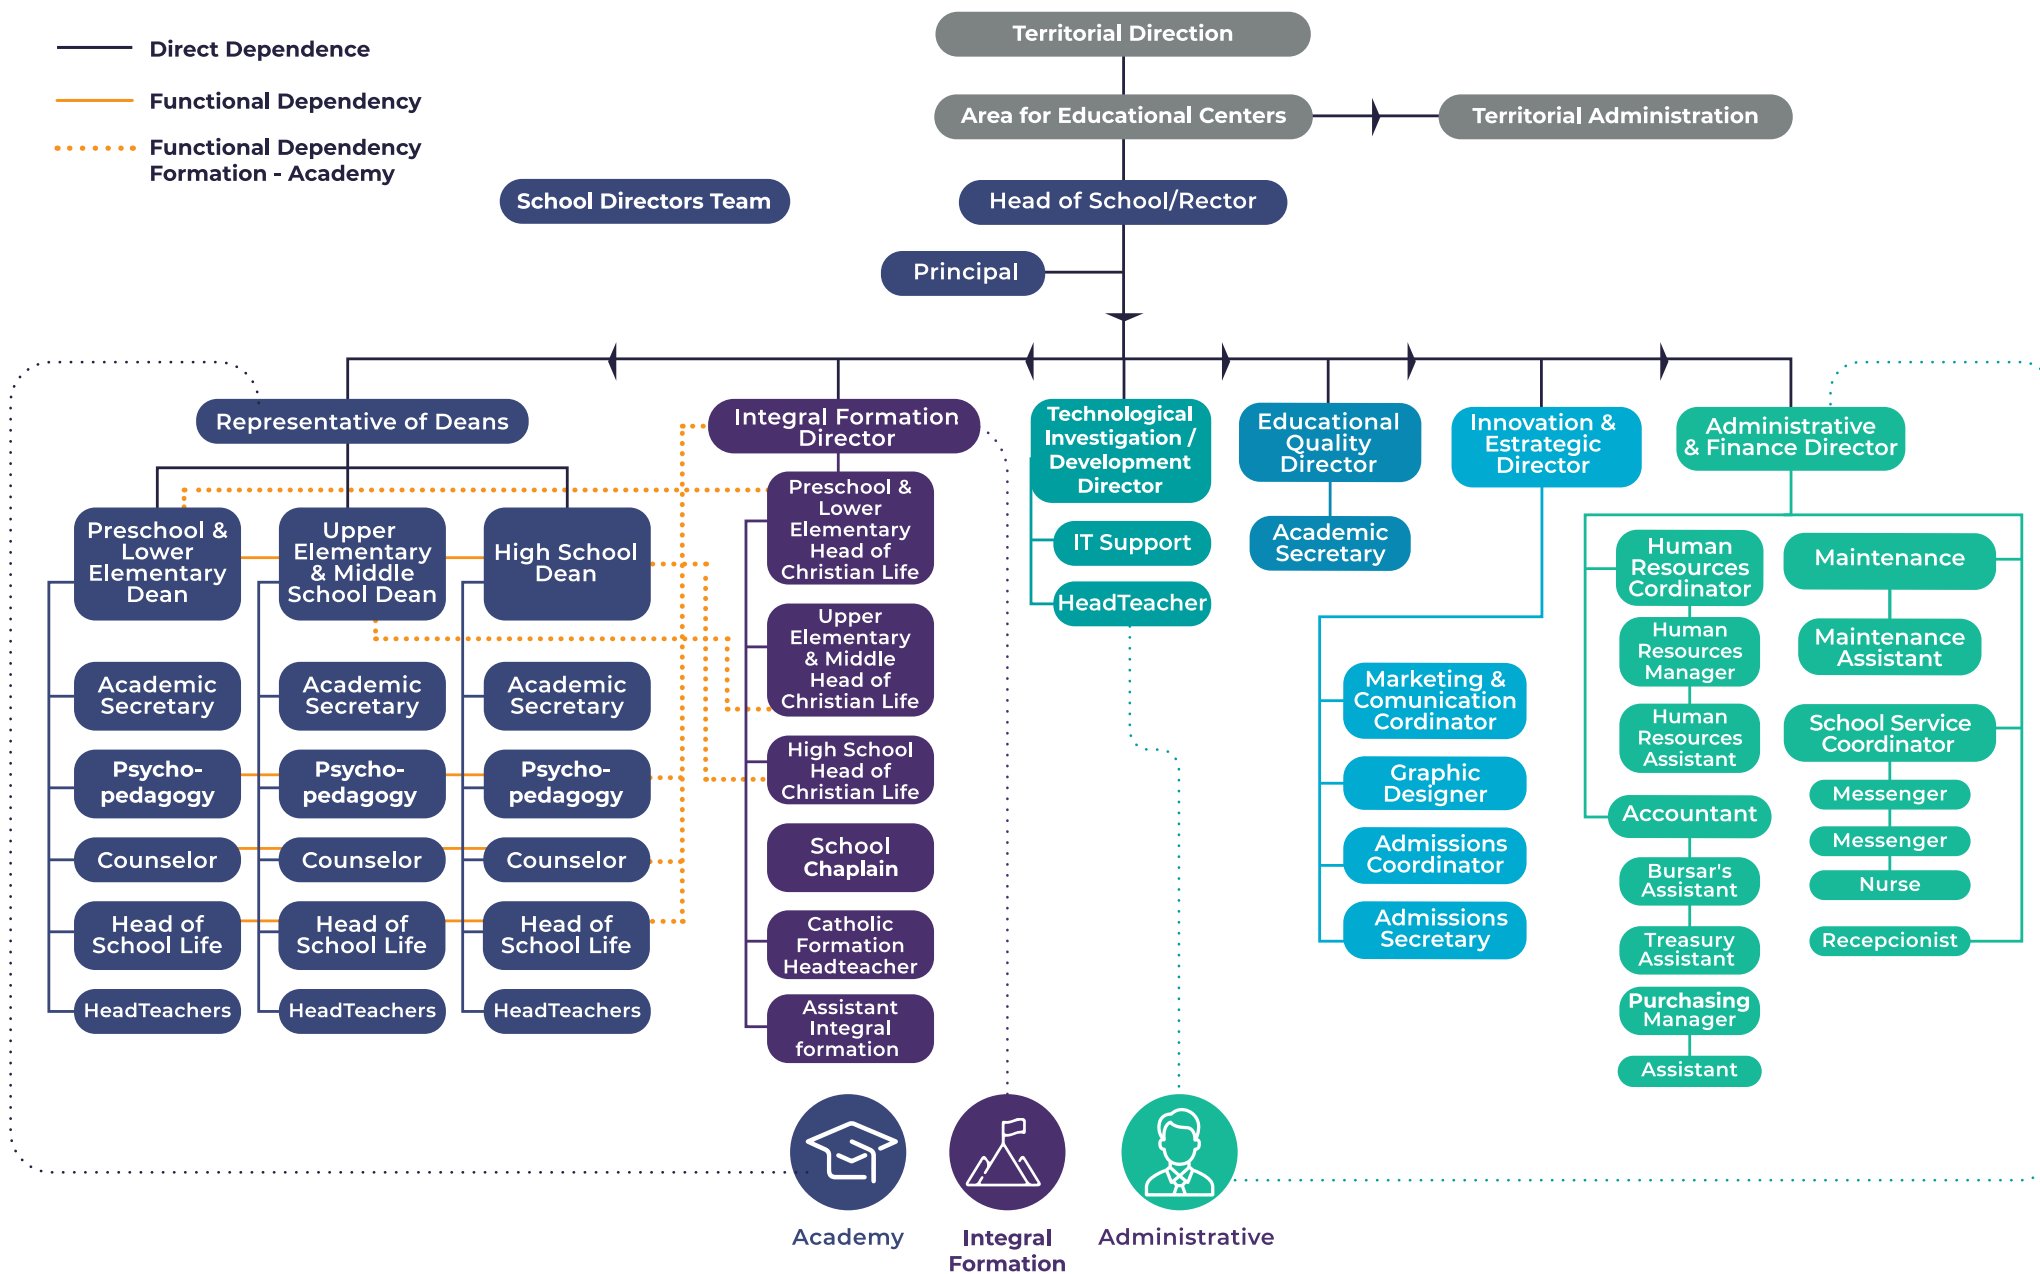 Direct Dependence
Functional Dependency
Functional Dependency
Formation - Academy
Territorial Direction
Area for Educational Centers
Territorial Administration
School Directors Team
Head of School/Rector
Principal
Representative of Deans
Preschool &
Lower
Elementary
Dean
Academic
Secretary
Psycho-
pedagogy
Counselor
Head of
School Life
HeadTeachers
Upper
Elementary
& Middle
School Dean
Academic
Secretary
Psycho-
pedagogy
Counselor
Head of
School Life
HeadTeachers
High School
Dean
Academic
Secretary
Psycho-
pedagogy
Counselor
Head of
School Life
HeadTeachers
Integral Formation
Director
Preschool &
Lower
Elementary
Head of
Christian Life
Upper
Elementary
& Middle
Head of
Christian Life
High School
Head of
Christian Life
School
Chaplain
Catholic
Formation
Headteacher
Assistant
Integral
formation
Technological
Investigation /
Development
Director
IT Support
HeadTeacher
Educational
Quality
Director
Academic
Secretary
Innovation &
Estrategic
Director
Marketing &
Comunication
Cordinator
Graphic
Designer
Admissions
Coordinator
Admissions
Secretary
Administrative
& Finance Director
Human
Resources
Cordinator
Human
Resources
Manager
Human
Resources
Assistant
Accountant
Bursar's
Assistant
Treasury
Assistant
Purchasing
Manager
Assistant
Maintenance
Maintenance
Assistant
School Service
Coordinator
Messenger
Messenger
Nurse
Recepcionist
Academy
Integral
Formation
Administrative